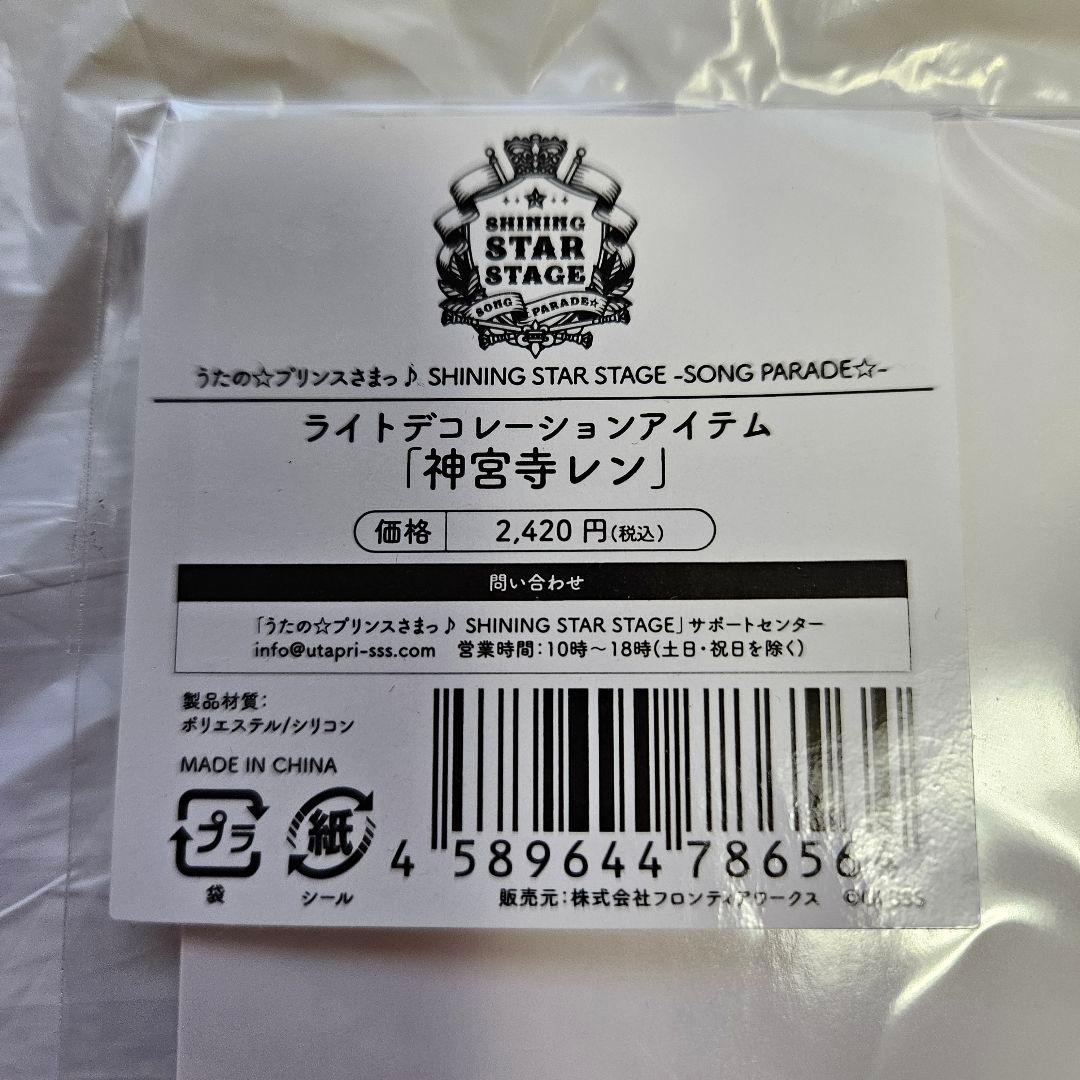 SHINING
STAR
STAGE
SONG PARADE☆
うたの☆プリンスさまっ♪ SHINING STAR STAGE -SONG PARADE☆-
ライトデコレーションアイテム
「神宮寺レン」
価格 2,420 円(税込)
問い合わせ
「うたの☆プリンスさまっ♪ SHINING STAR STAGE」サポートセンター
info@utapri-sss.com 営業時間:10時〜18時(土日・祝日を除く)
製品材質:
ポリエステル/シリコン
MADE IN CHINA
プラ
袋
紙
シール
4 589644 786564
販売元:株式会社フロンティアワークス